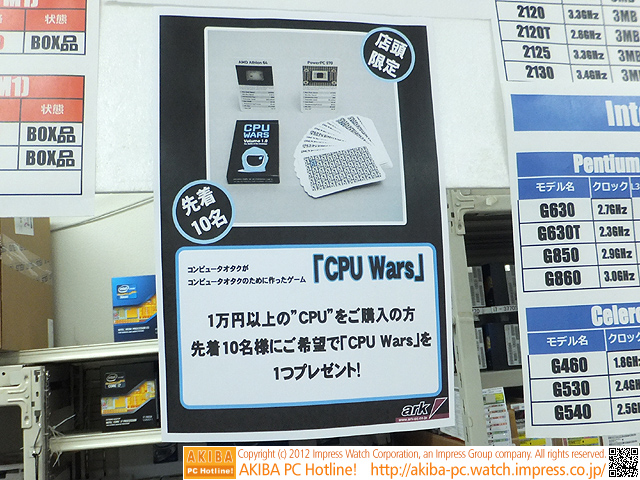 状態
BOX品
状態
BOX品
BOX品
店頭
限定
AMD Athlon 64
PowerPC 970
CPU
WARS
Volume 1.0
先着
10名
コンピュータオタクが
コンピュータオタクのために作ったゲーム
「CPU Wars」
1万円以上の”CPU”をご購入の方
先着10名様にご希望で「CPU Wars」を
1つプレゼント!
ark
2120 3.3GHz 3MB
2120T 2.6GHz 3MB
2125 3.3GHz 3MB
2130 3.4GHz 3MB
Pentium
モデル名 クロック L3
G630 2.7GHz
G630T 2.3GHz
G850 2.9GHz
G860 3.0GHz
モデル名 クロック
G460 1.8G
G530 2.4G
G540 2.5G
AKIBA
PC Hotline!
Copyright (c) 2012 Impress Watch Corporation, an Impress Group company. All rights reserved.
AKIBA PC Hotline! http://akiba-pc.watch.impress.co.jp/